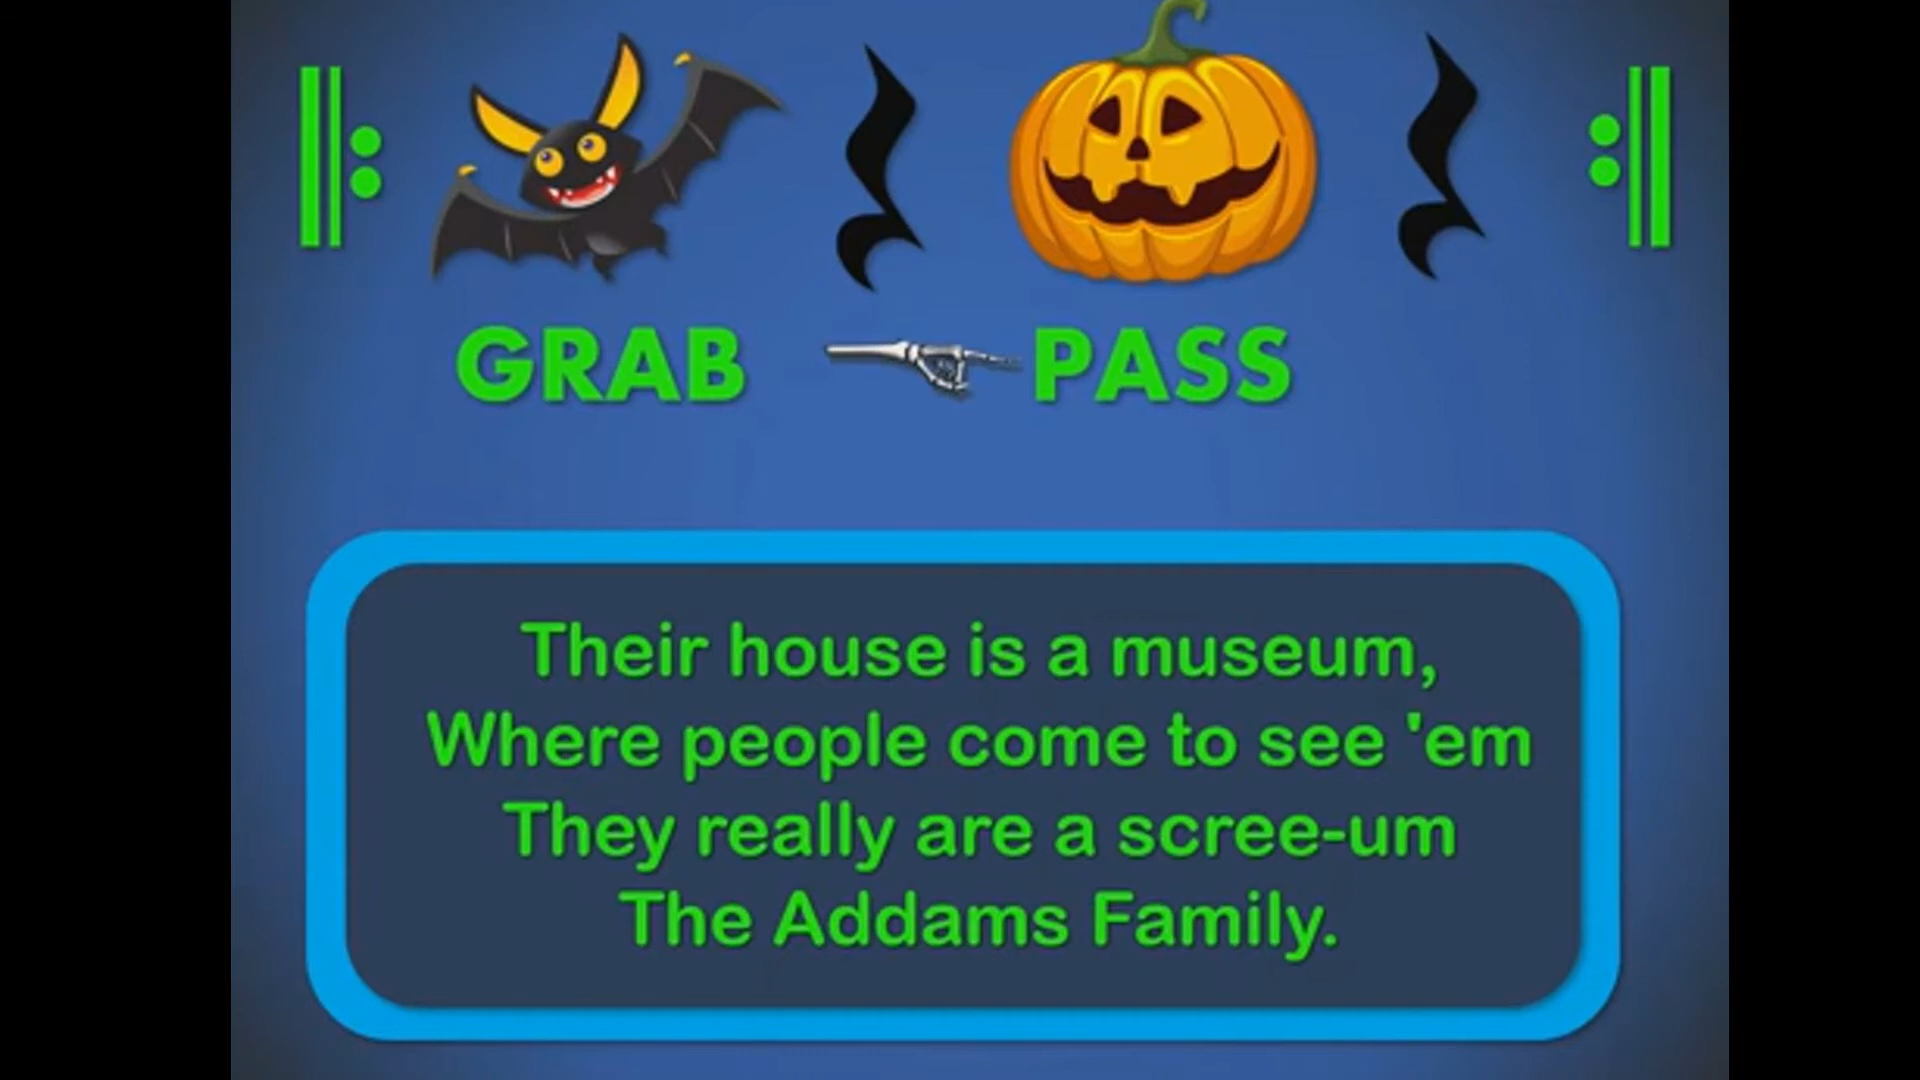 GRAB PASS
Their house is a museum,
Where people come to see 'em
They really are a scree-um
The Addams Family.